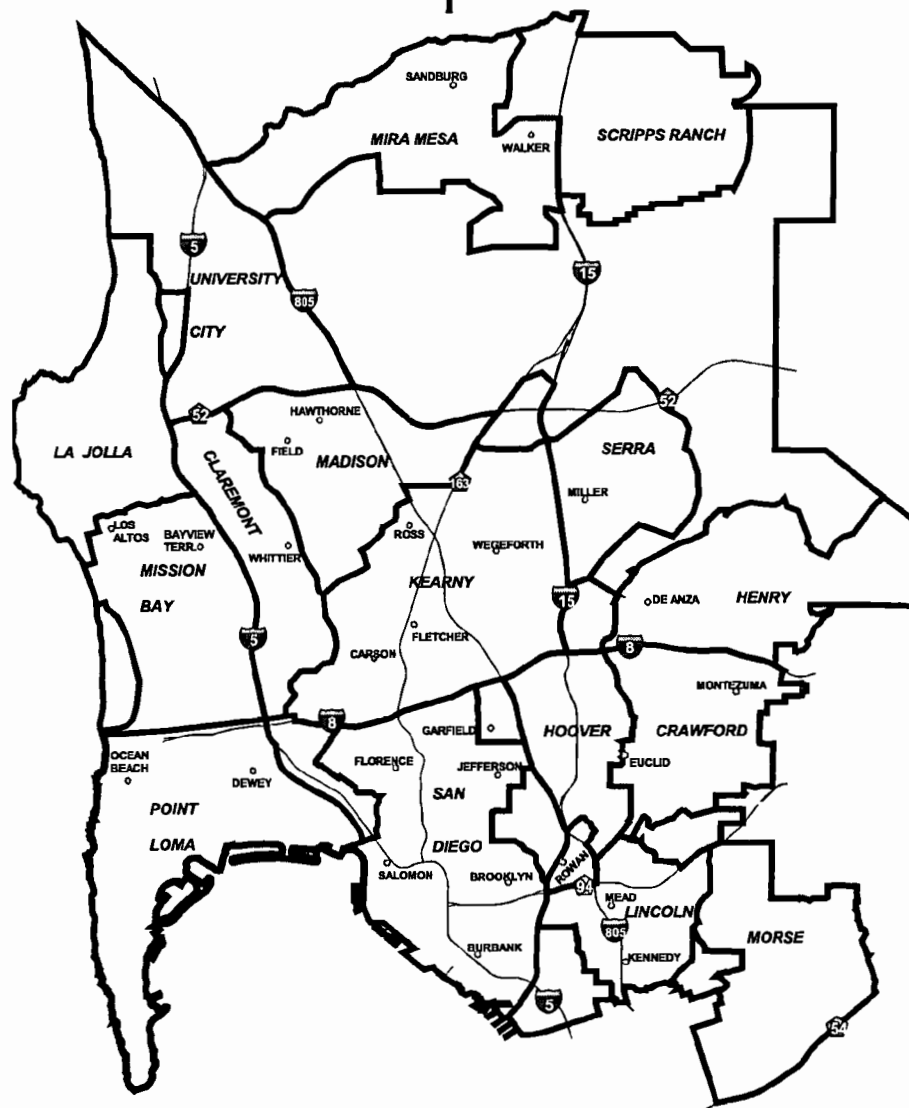 SANDBURG
MIRA MESA
WALKER
SCRIPPS RANCH
5
15
UNIVERSITY
805
CITY
52
52
HAWTHORNE
LA JOLLA
CLAREMONT
FIELD
MADISON
SERRA
163
MILLER
LOS
ALTOS
BAYVIEW
TERR.
ROSS
WHITTIER
WEGEFORTH
MISSION
BAY
KEARNY
15
DE ANZA
HENRY
FLETCHER
5
8
CARSON
MONTEZUMA
8
GARFIELD
HOOVER
CRAWFORD
OCEAN
BEACH
FLORENCE
JEFFERSON
EUCLID
DEWEY
SAN
POINT
LOMA
DIEGO
SALOMON
ROWAN
BROOKLYN
94
MEAD
LINCOLN
805
MORSE
BURBANK
KENNEDY
5
54